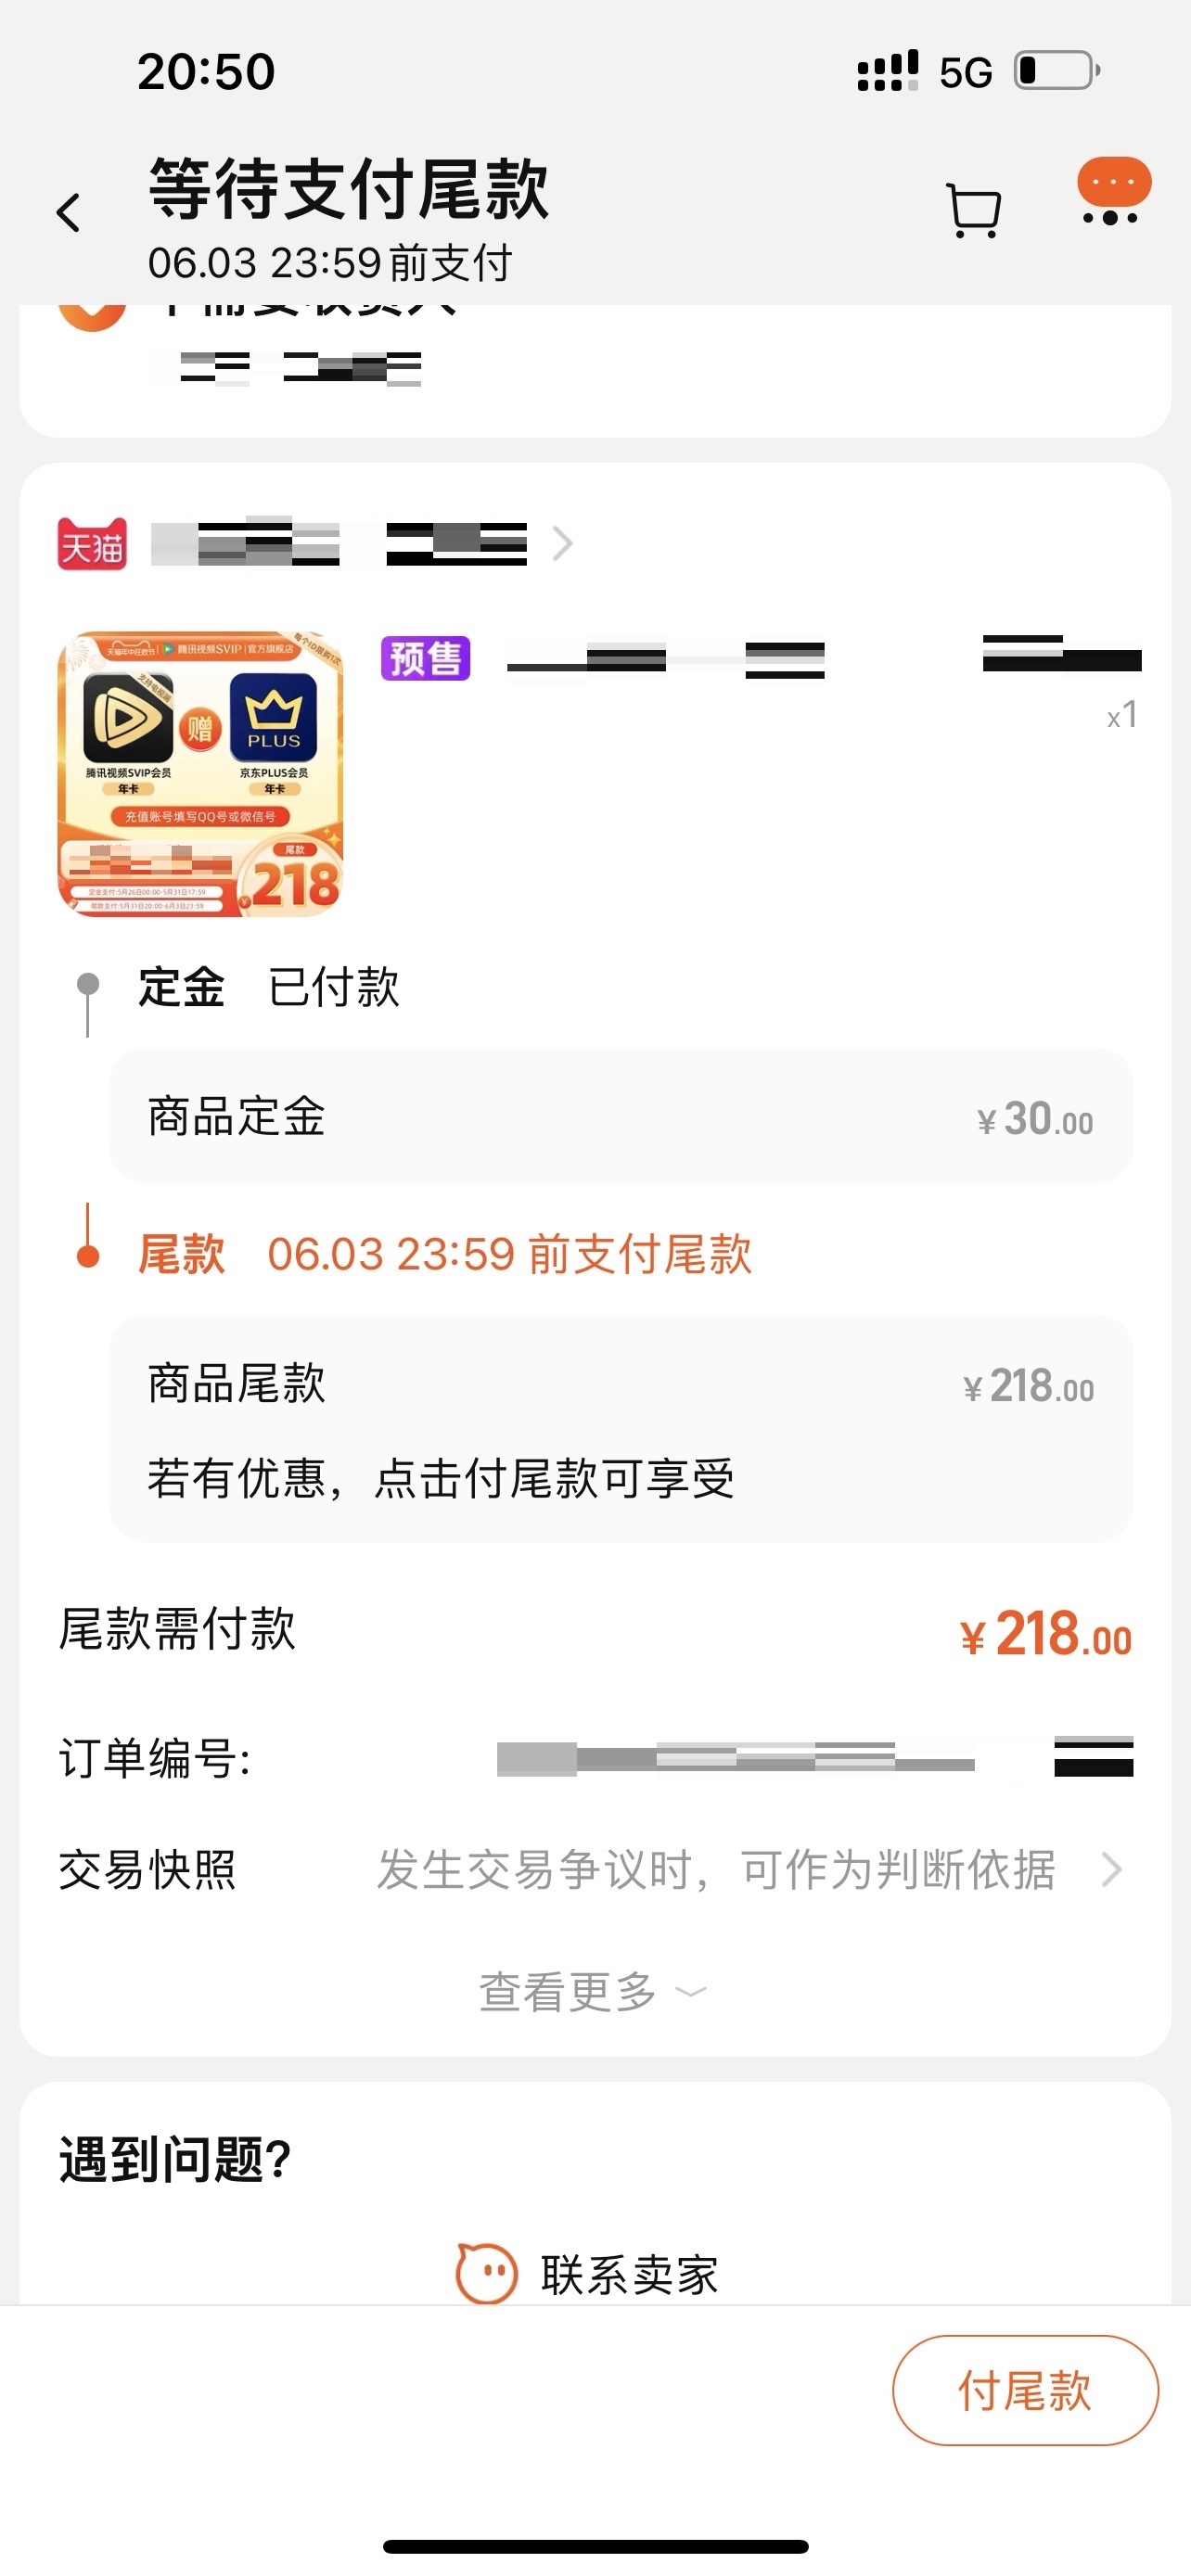 20:50
5G
等待支付尾款
06.03 23:59前支付
天猫
预售
x1
天猫年中狂欢节 腾讯视频SVIP|官方旗舰店
每个ID限购1次
支持电视端
赠
PLUS
腾讯视频SVIP会员
京东PLUS会员
年卡
年卡
充值账号填写QQ号或微信号
尾款
¥218
定金支付:5月26日00:00-5月31日17:59
尾款支付:5月31日20:00-6月3日23:59
定金 已付款
商品定金 ¥30.00
尾款 06.03 23:59 前支付尾款
商品尾款 ¥218.00
若有优惠，点击付尾款可享受
尾款需付款 ¥218.00
订单编号:
交易快照 发生交易争议时，可作为判断依据
查看更多
遇到问题?
联系卖家
付尾款